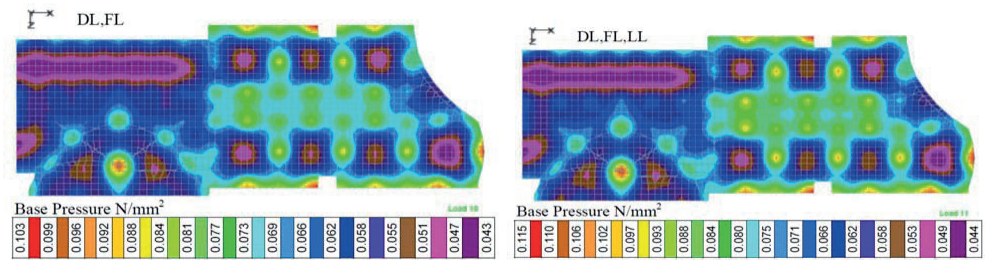 Y X
Z
DL,FL
Base Pressure N/mm²
Load 10
0.103 0.099 0.096 0.092 0.088 0.084 0.081 0.077 0.073 0.069 0.066 0.062 0.058 0.055 0.051 0.047 0.043
Y X
Z
DL,FL,LL
Base Pressure N/mm²
Load 11
0.115 0.110 0.106 0.102 0.097 0.093 0.088 0.084 0.080 0.075 0.071 0.066 0.062 0.058 0.053 0.049 0.044